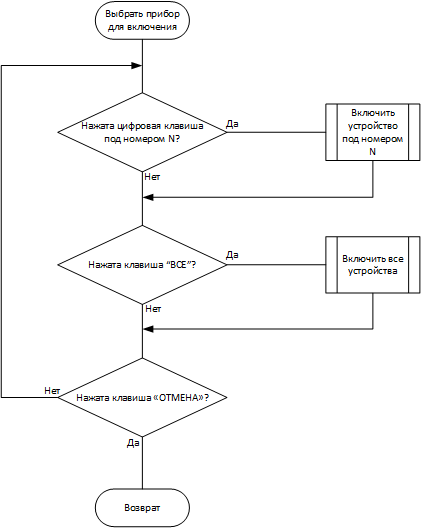 Выбрать прибор
для включения
Нажата цифровая клавиша
под номером N?
Да
Включить
устройство
под номером
N
Нет
Нажата клавиша “ВСЕ”?
Да
Включить все
устройства
Нет
Нажата клавиша «ОТМЕНА»?
Нет
Да
Возврат